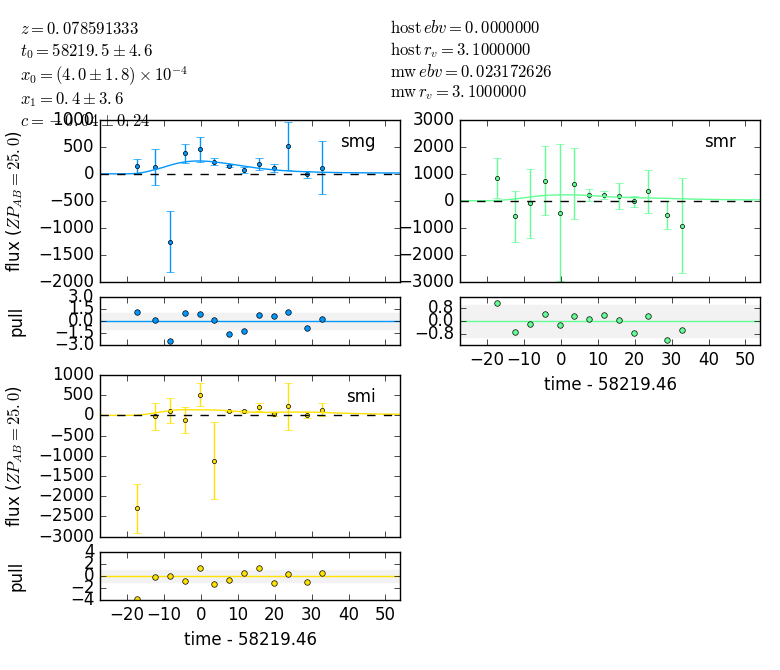 z = 0.078591333
t₀ = 58219.5 ± 4.6
x₀ = (4.0 ± 1.8) × 10⁻⁴
x₁ = 0.4 ± 3.6
c = −0.04 ± 0.24
host ebv = 0.0000000
host r_v = 3.1000000
mw ebv = 0.023172626
mw r_v = 3.1000000
smg
1000
500
0
−500
−1000
−1500
−2000
flux (ZP_AB = 25.0)
3.0
1.5
0.0
−1.5
−3.0
pull
smr
3000
2000
1000
0
−1000
−2000
−3000
0.8
0.0
−0.8
−20 −10 0 10 20 30 40 50
time - 58219.46
smi
1000
500
0
−500
−1000
−1500
−2000
−2500
−3000
flux (ZP_AB = 25.0)
4
2
0
−2
−4
pull
−20 −10 0 10 20 30 40 50
time - 58219.46